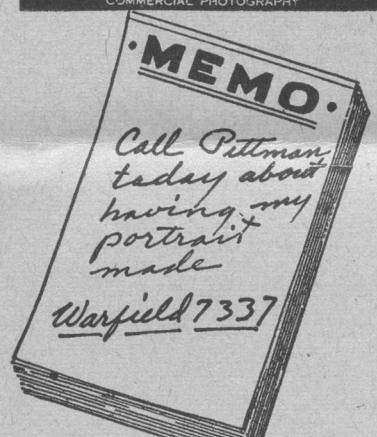 COMMERCIAL PHOTOGRAPHY
• MEMO •
Call Pittman
today about
having my
portrait
made
Warfield 7337